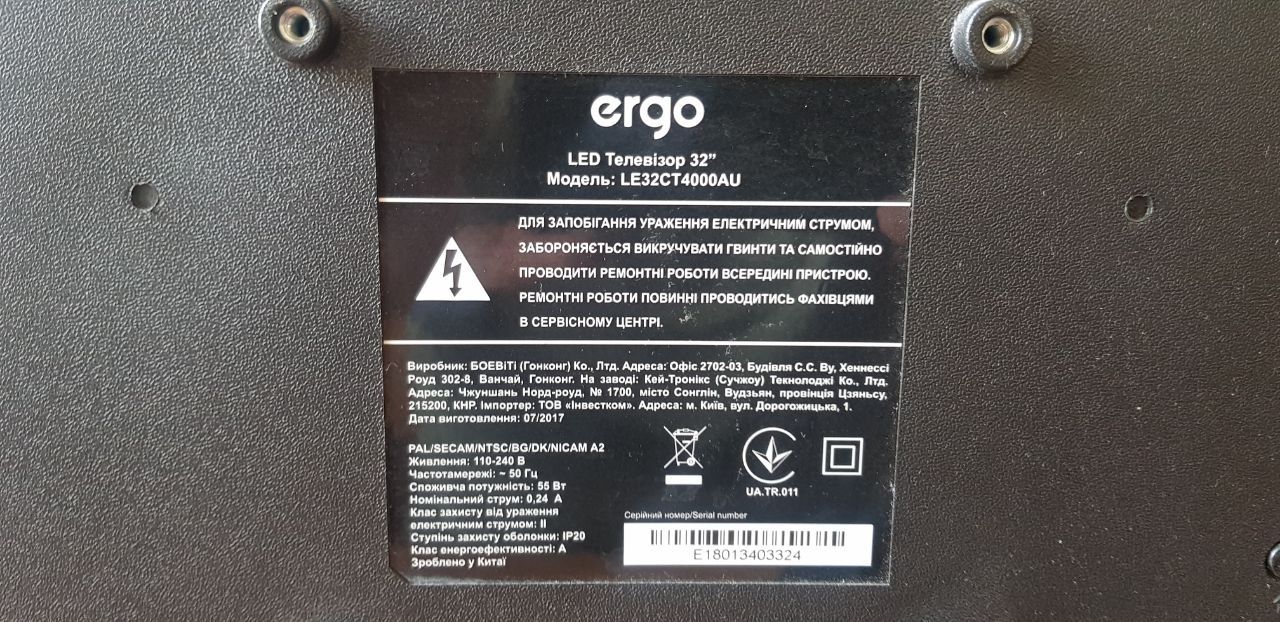 ergo
LED Телевізор 32”
Модель: LE32CT4000AU
ДЛЯ ЗАПОБІГАННЯ УРАЖЕННЯ ЕЛЕКТРИЧНИМ СТРУМОМ,
ЗАБОРОНЯЄТЬСЯ ВИКРУЧУВАТИ ГВИНТИ ТА САМОСТІЙНО
ПРОВОДИТИ РЕМОНТНІ РОБОТИ ВСЕРЕДИНІ ПРИСТРОЮ.
РЕМОНТНІ РОБОТИ ПОВИННІ ПРОВОДИТИСЬ ФАХІВЦЯМИ
В СЕРВІСНОМУ ЦЕНТРІ.
Виробник: БОЕВІТі (Гонконг) Ко., Лтд. Адреса: Офіс 2702-03, Будівля С.С. Ву, Хеннессі
Роуд 302-8, Ванчай, Гонконг. На заводі: Кей-Тронікс (Сучжоу) Текнолоджі Ко., Лтд.
Адреса: Чжуншань Норд-роуд, № 1700, місто Сонглін, Вудзьян, провінція Цзяньсу,
215200, КНР. Імпортер: ТОВ «Інвестком». Адреса: м. Київ, вул. Дорогожицька, 1.
Дата виготовлення: 07/2017
PAL/SECAM/NTSC/BG/DK/NICAM A2
Живлення: 110-240 В
Частотамережі: ~ 50 Гц
Споживча потужність: 55 Вт
Номінальний струм: 0,24 А
Клас захисту від ураження
електричним струмом: II
Ступінь захисту оболонки: IP20
Клас енергоефективності: А
Зроблено у Китаї
UA.TR.011
Серійний номер/Serial number
E18013403324